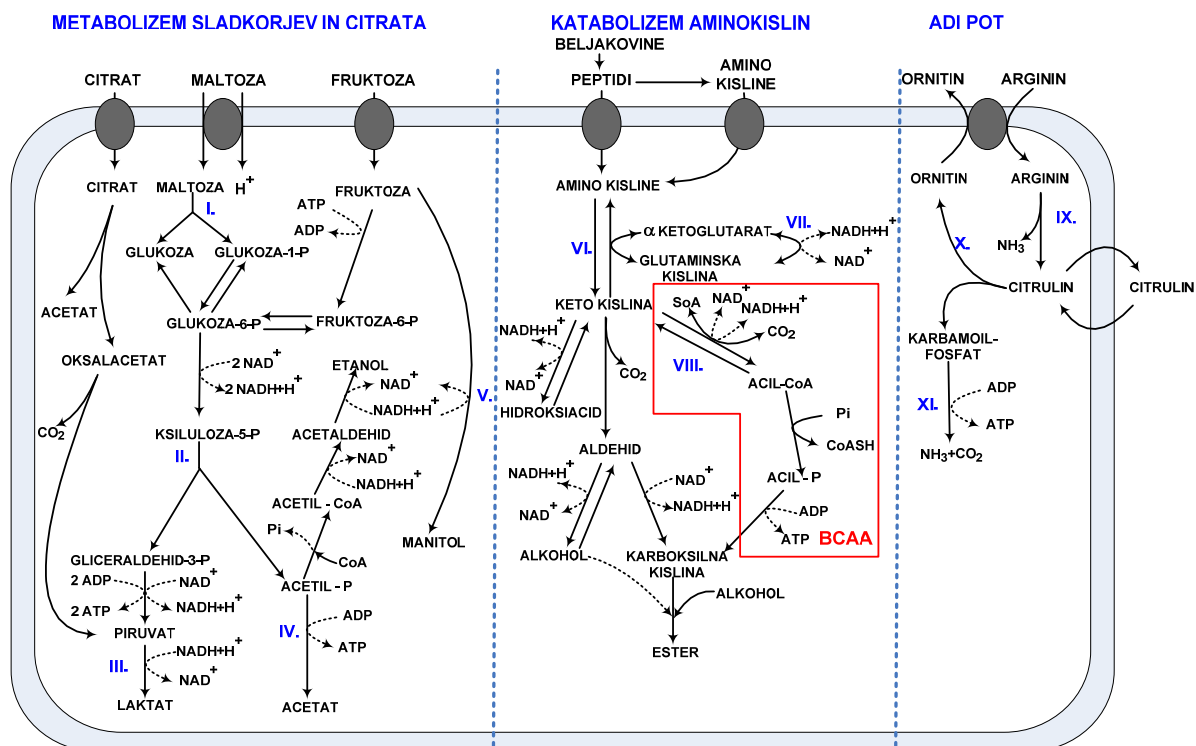 METABOLIZEM SLADKORJEV IN CITRATA
CITRAT
MALTOZA
FRUKTOZA
CITRAT
MALTOZA
H+
FRUKTOZA
I.
ATP
ADP
GLUKOZA
GLUKOZA-1-P
ACETAT
GLUKOZA-6-P
FRUKTOZA-6-P
OKSALACETAT
2 NAD+
2 NADH+H+
ETANOL
NAD+
NADH+H+
V.
CO2
KSILULOZA-5-P
ACETALDEHID
II.
NAD+
NADH+H+
ACETIL - CoA
Pi
CoA
MANITOL
GLICERALDEHID-3-P
ACETIL - P
2 ADP
NAD+
2 ATP
NADH+H+
ADP
IV.
ATP
PIRUVAT
NADH+H+
III.
NAD+
LAKTAT
ACETAT
KATABOLIZEM AMINOKISLIN
BELJAKOVINE
PEPTIDI
AMINO
KISLINE
AMINO KISLINE
VI.
α KETOGLUTARAT
VII.
NADH+H+
NAD+
GLUTAMINSKA
KISLINA
KETO KISLINA
SoA
NAD+
NADH+H+
CO2
NADH+H+
NAD+
CO2
VIII.
ACIL-CoA
HIDROKSIACID
Pi
CoASH
ALDEHID
ACIL - P
NADH+H+
NAD+
NAD+
NADH+H+
ADP
ATP
BCAA
ALKOHOL
KARBOKSILNA
KISLINA
ALKOHOL
ESTER
ADI POT
ORNITIN
ARGININ
ORNITIN
ARGININ
IX.
X.
NH3
CITRULIN
CITRULIN
KARBAMOIL-
FOSFAT
XI.
ADP
ATP
NH3+CO2